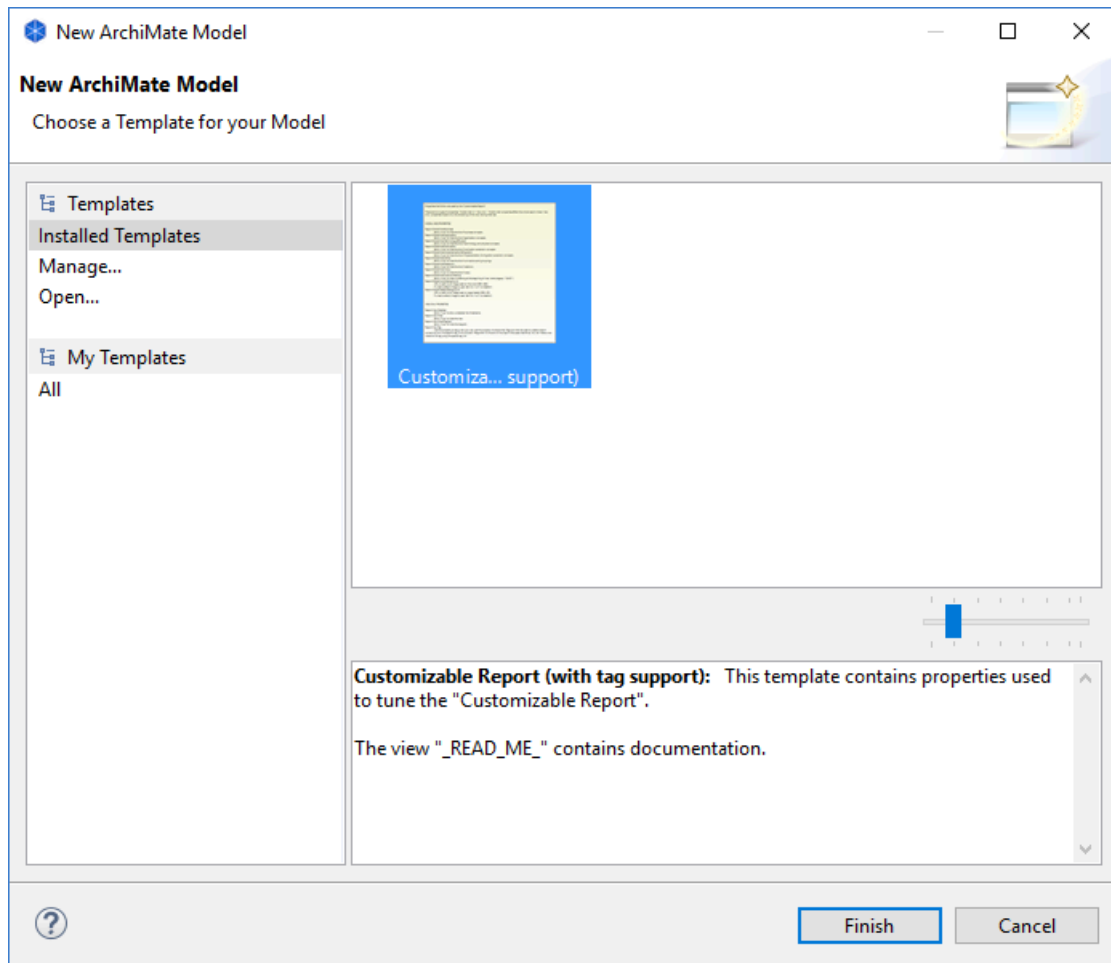 New ArchiMate Model
New ArchiMate Model
Choose a Template for your Model
Templates
Installed Templates
Manage...
Open...
My Templates
All
Customiza... support)
Customizable Report (with tag support): This template contains properties used
to tune the "Customizable Report".
The view "_READ_ME_" contains documentation.
Finish
Cancel